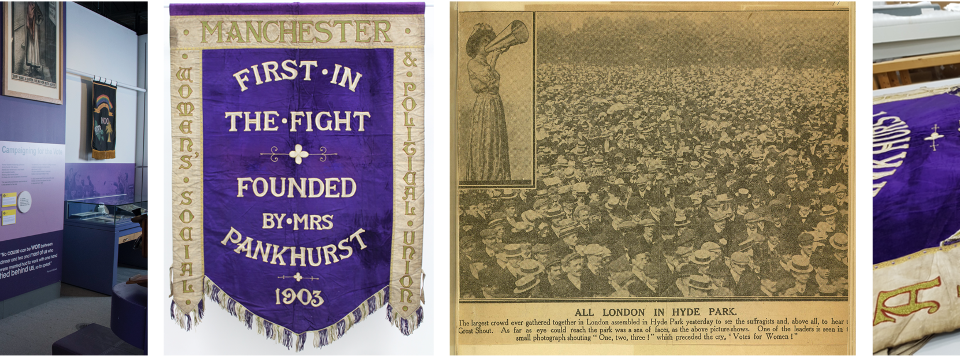 MANCHESTER
WOMENS' SOCIAL
& POLITICAL UNION
FIRST·IN
THE·FIGHT
FOUNDED
BY·MRS
PANKHURST
1903
ALL LONDON IN HYDE PARK.
The largest crowd ever gathered together in London assembled in Hyde Park yesterday to see the suffragists and, above all, to hear
Great Shout. As far as eye could reach the park was a sea of faces, as the above picture shows. One of the leaders is seen in
small photograph shouting "One, two, three!" which preceded the cry, "Votes for Women!"
NKHURS
A